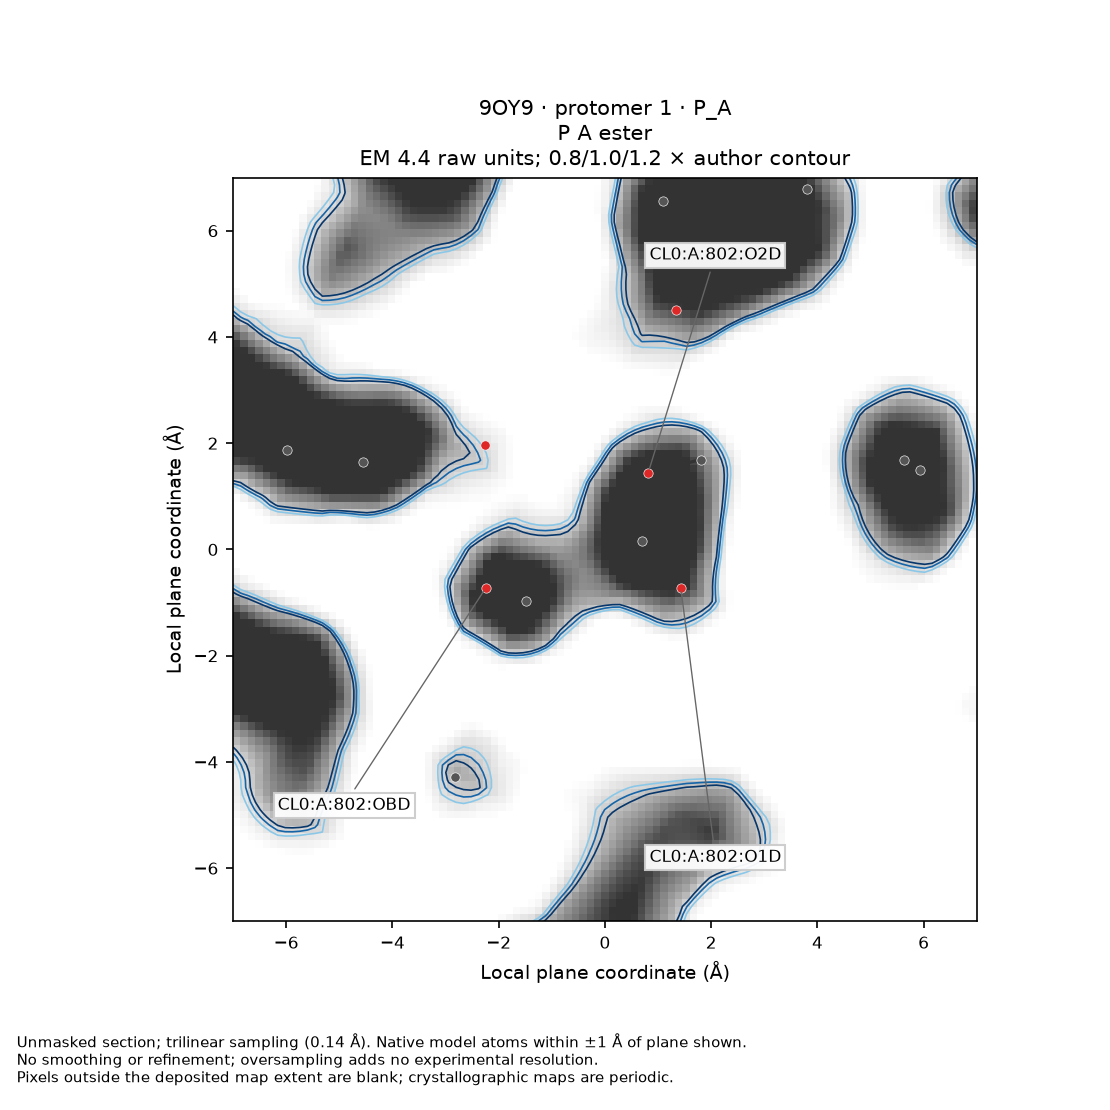 9OY9 · protomer 1 · P_A
P A ester
EM 4.4 raw units; 0.8/1.0/1.2 × author contour
6
CL0:A:802:O2D
4
2
0
−2
−4
CL0:A:802:OBD
CL0:A:802:O1D
−6
Local plane coordinate (Å)
−6 −4 −2 0 2 4 6
Local plane coordinate (Å)
Unmasked section; trilinear sampling (0.14 Å). Native model atoms within ±1 Å of plane shown.
No smoothing or refinement; oversampling adds no experimental resolution.
Pixels outside the deposited map extent are blank; crystallographic maps are periodic.